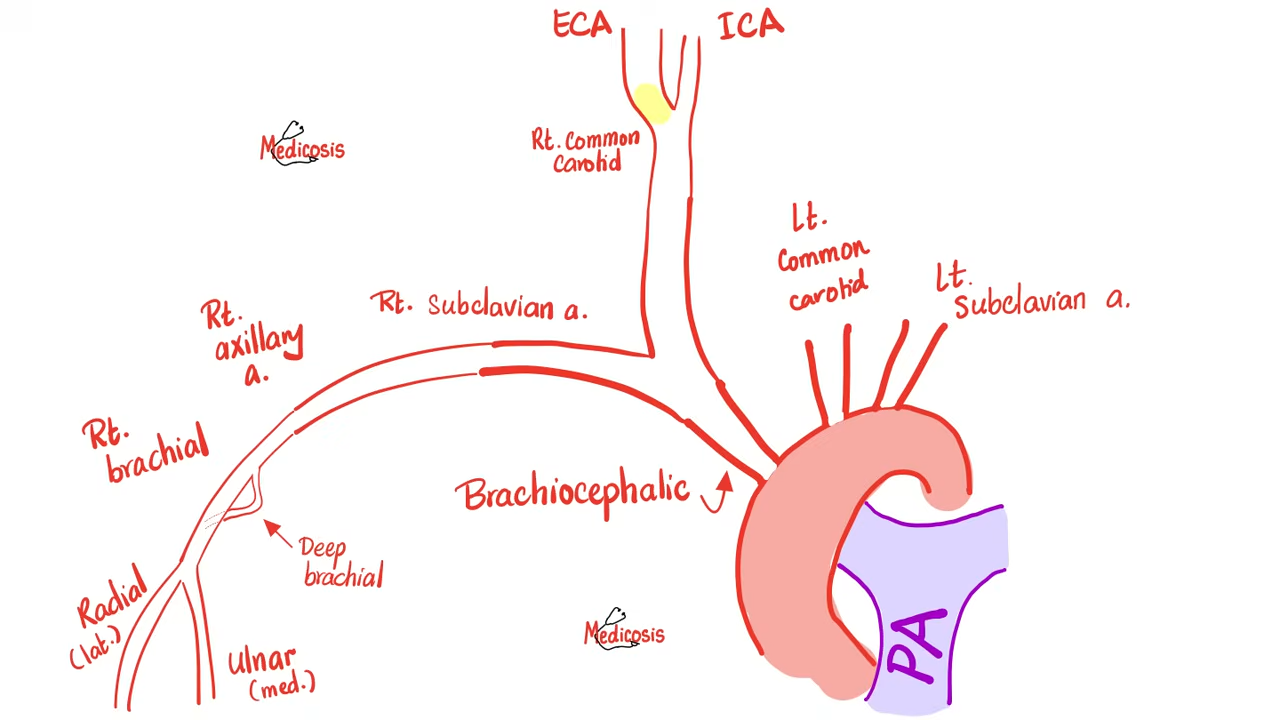 ECA
ICA
Medicosis
Rt. Common
Carotid
Lt.
Common
carotid
Lt.
Subclavian a.
Rt. Subclavian a.
Rt.
axillary
a.
Rt.
brachial
Brachiocephalic
Deep
brachial
Radial
(lat.)
Ulnar
(med.)
Medicosis
PA